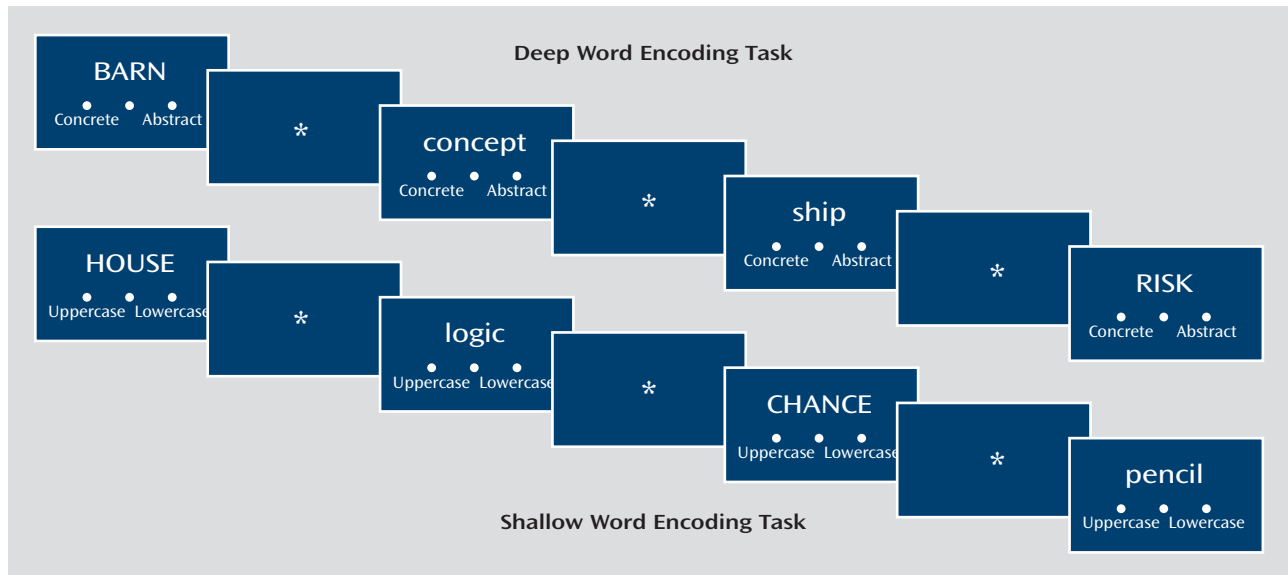 Deep Word Encoding Task
BARN
Concrete Abstract
*
concept
Concrete Abstract
*
ship
Concrete Abstract
*
RISK
Concrete Abstract
HOUSE
Uppercase Lowercase
*
logic
Uppercase Lowercase
*
CHANCE
Uppercase Lowercase
*
pencil
Uppercase Lowercase
Shallow Word Encoding Task